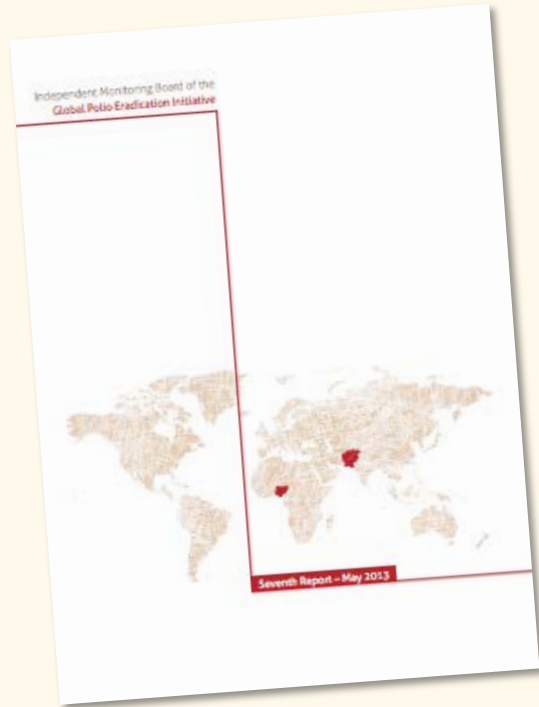 Independent Monitoring Board of the
Global Polio Eradication Initiative
Seventh Report – May 2013